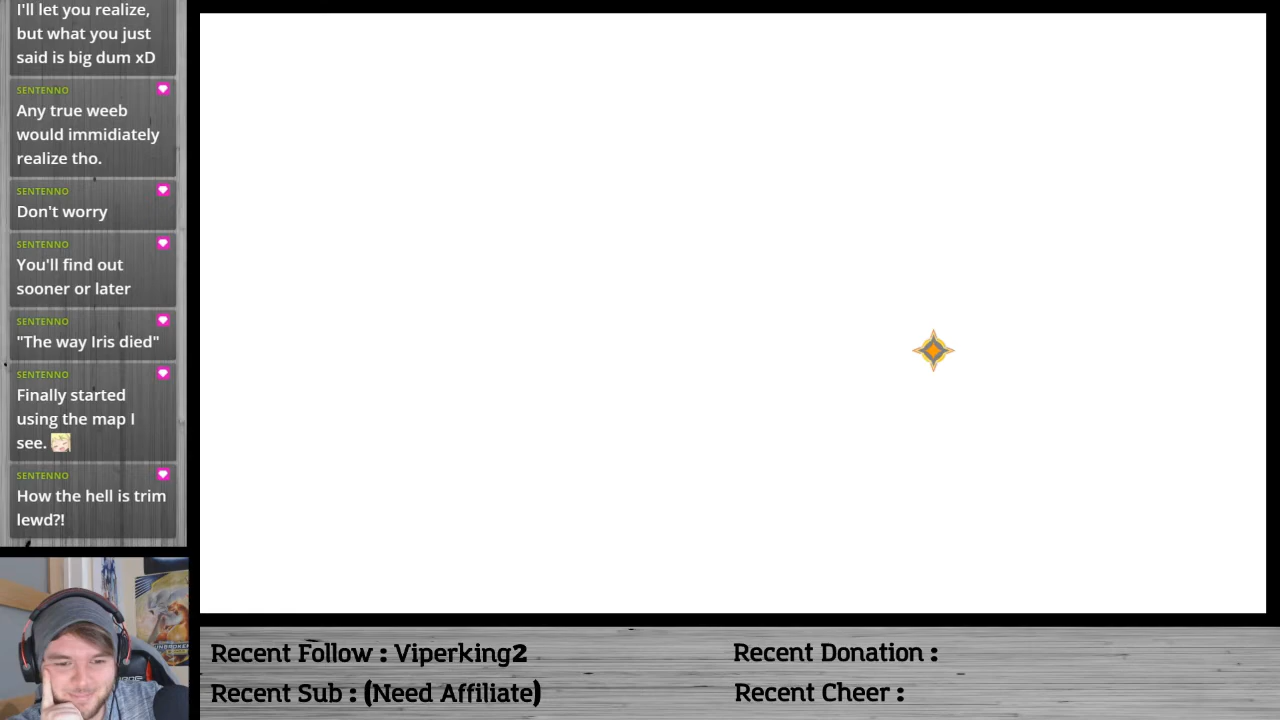 I'll let you realize,
but what you just
said is big dum xD
SENTENNO
Any true weeb
would immidiately
realize tho.
SENTENNO
Don't worry
SENTENNO
You'll find out
sooner or later
SENTENNO
"The way Iris died"
SENTENNO
Finally started
using the map I
see.
SENTENNO
How the hell is trim
lewd?!
Recent Follow : Viperking2
Recent Donation :
Recent Sub : (Need Affiliate)
Recent Cheer :